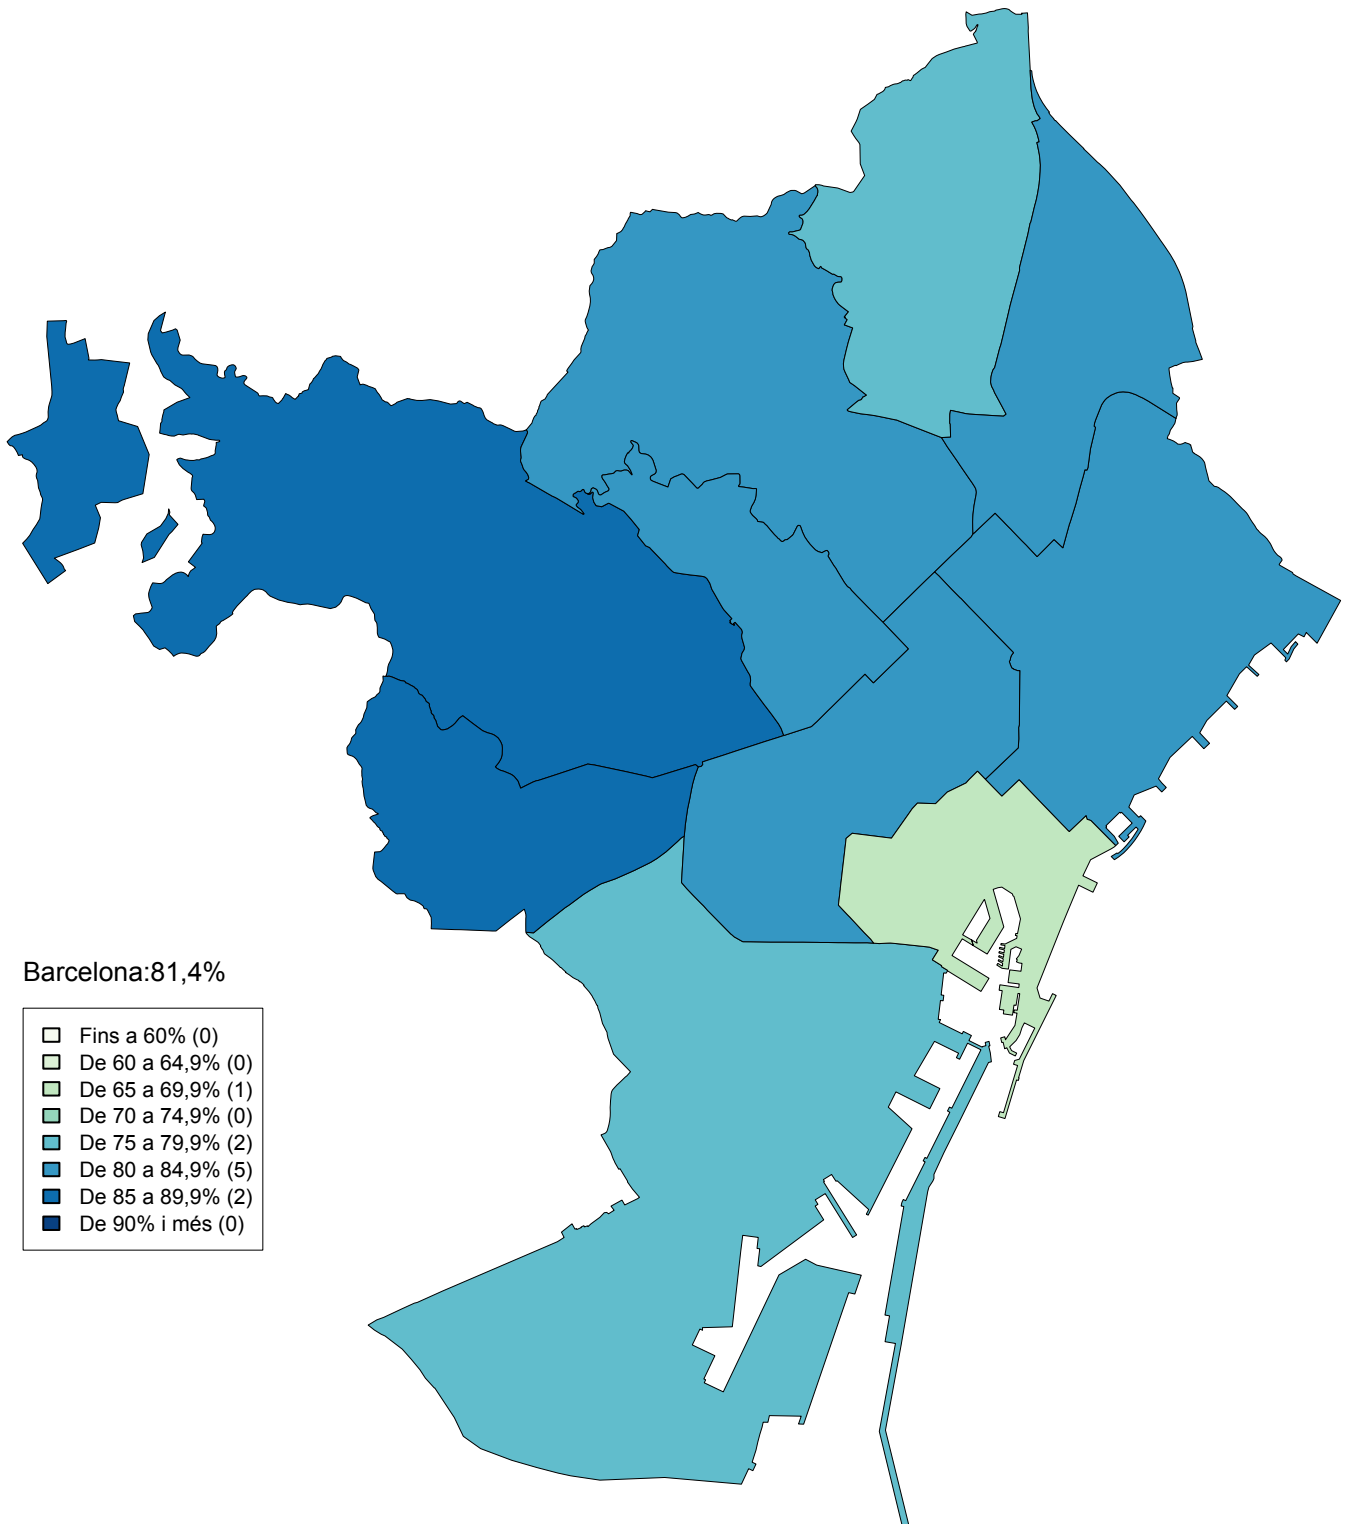 Barcelona:81,4%
Fins a 60% (0)
De 60 a 64,9% (0)
De 65 a 69,9% (1)
De 70 a 74,9% (0)
De 75 a 79,9% (2)
De 80 a 84,9% (5)
De 85 a 89,9% (2)
De 90% i més (0)